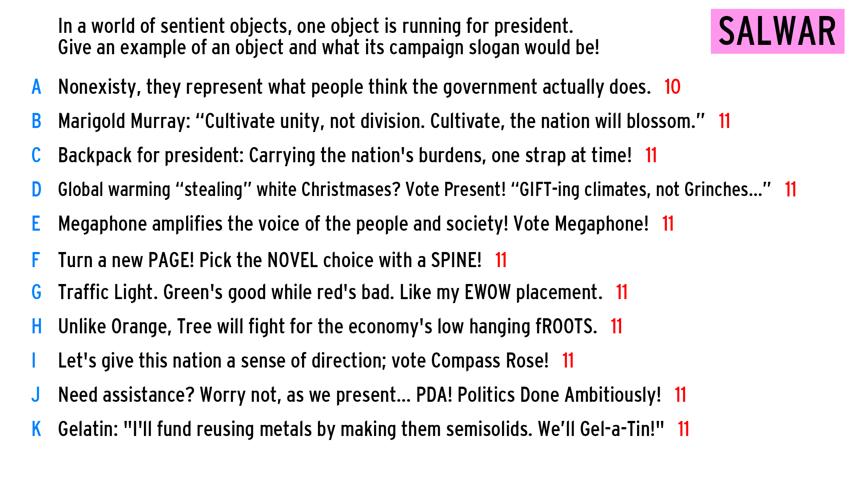 In a world of sentient objects, one object is running for president.
Give an example of an object and what its campaign slogan would be!
SALWAR
A Nonexisty, they represent what people think the government actually does. 10
B Marigold Murray: “Cultivate unity, not division. Cultivate, the nation will blossom.” 11
C Backpack for president: Carrying the nation's burdens, one strap at time! 11
D Global warming “stealing” white Christmases? Vote Present! “GIFT-ing climates, not Grinches...” 11
E Megaphone amplifies the voice of the people and society! Vote Megaphone! 11
F Turn a new PAGE! Pick the NOVEL choice with a SPINE! 11
G Traffic Light. Green's good while red's bad. Like my EWOW placement. 11
H Unlike Orange, Tree will fight for the economy's low hanging fROOTS. 11
I Let's give this nation a sense of direction; vote Compass Rose! 11
J Need assistance? Worry not, as we present... PDA! Politics Done Ambitiously! 11
K Gelatin: "I'll fund reusing metals by making them semisolids. We’ll Gel-a-Tin!" 11